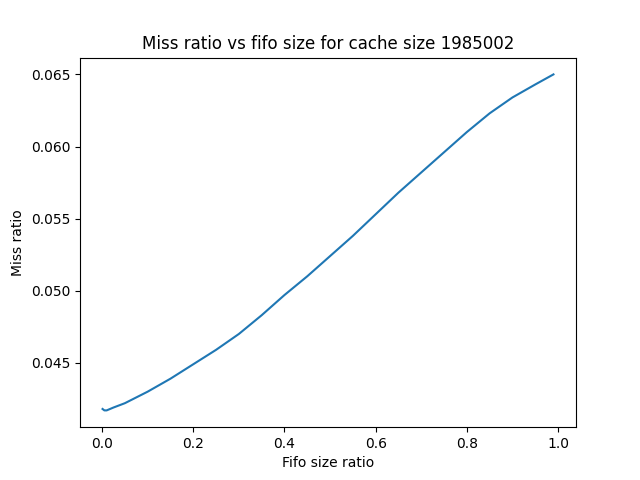 Miss ratio vs fifo size for cache size 1985002
0.065
0.060
0.055
0.050
0.045
Miss ratio
0.0 0.2 0.4 0.6 0.8 1.0
Fifo size ratio